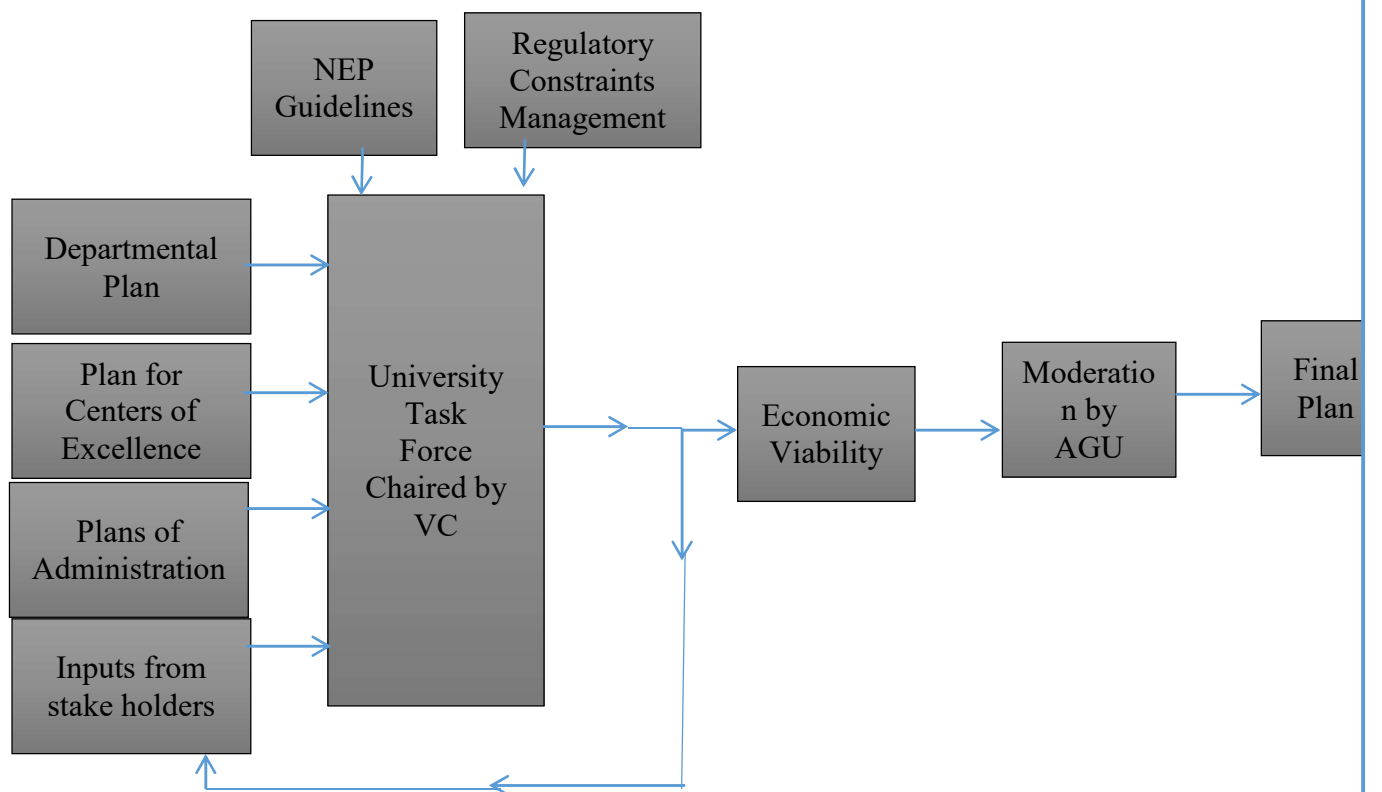 NEP
Guidelines
Regulatory
Constraints
Management
Departmental
Plan
Plan for
Centers of
Excellence
Plans of
Administration
Inputs from
stake holders
University
Task
Force
Chaired by
VC
Economic
Viability
Moderatio
n by
AGU
Final
Plan